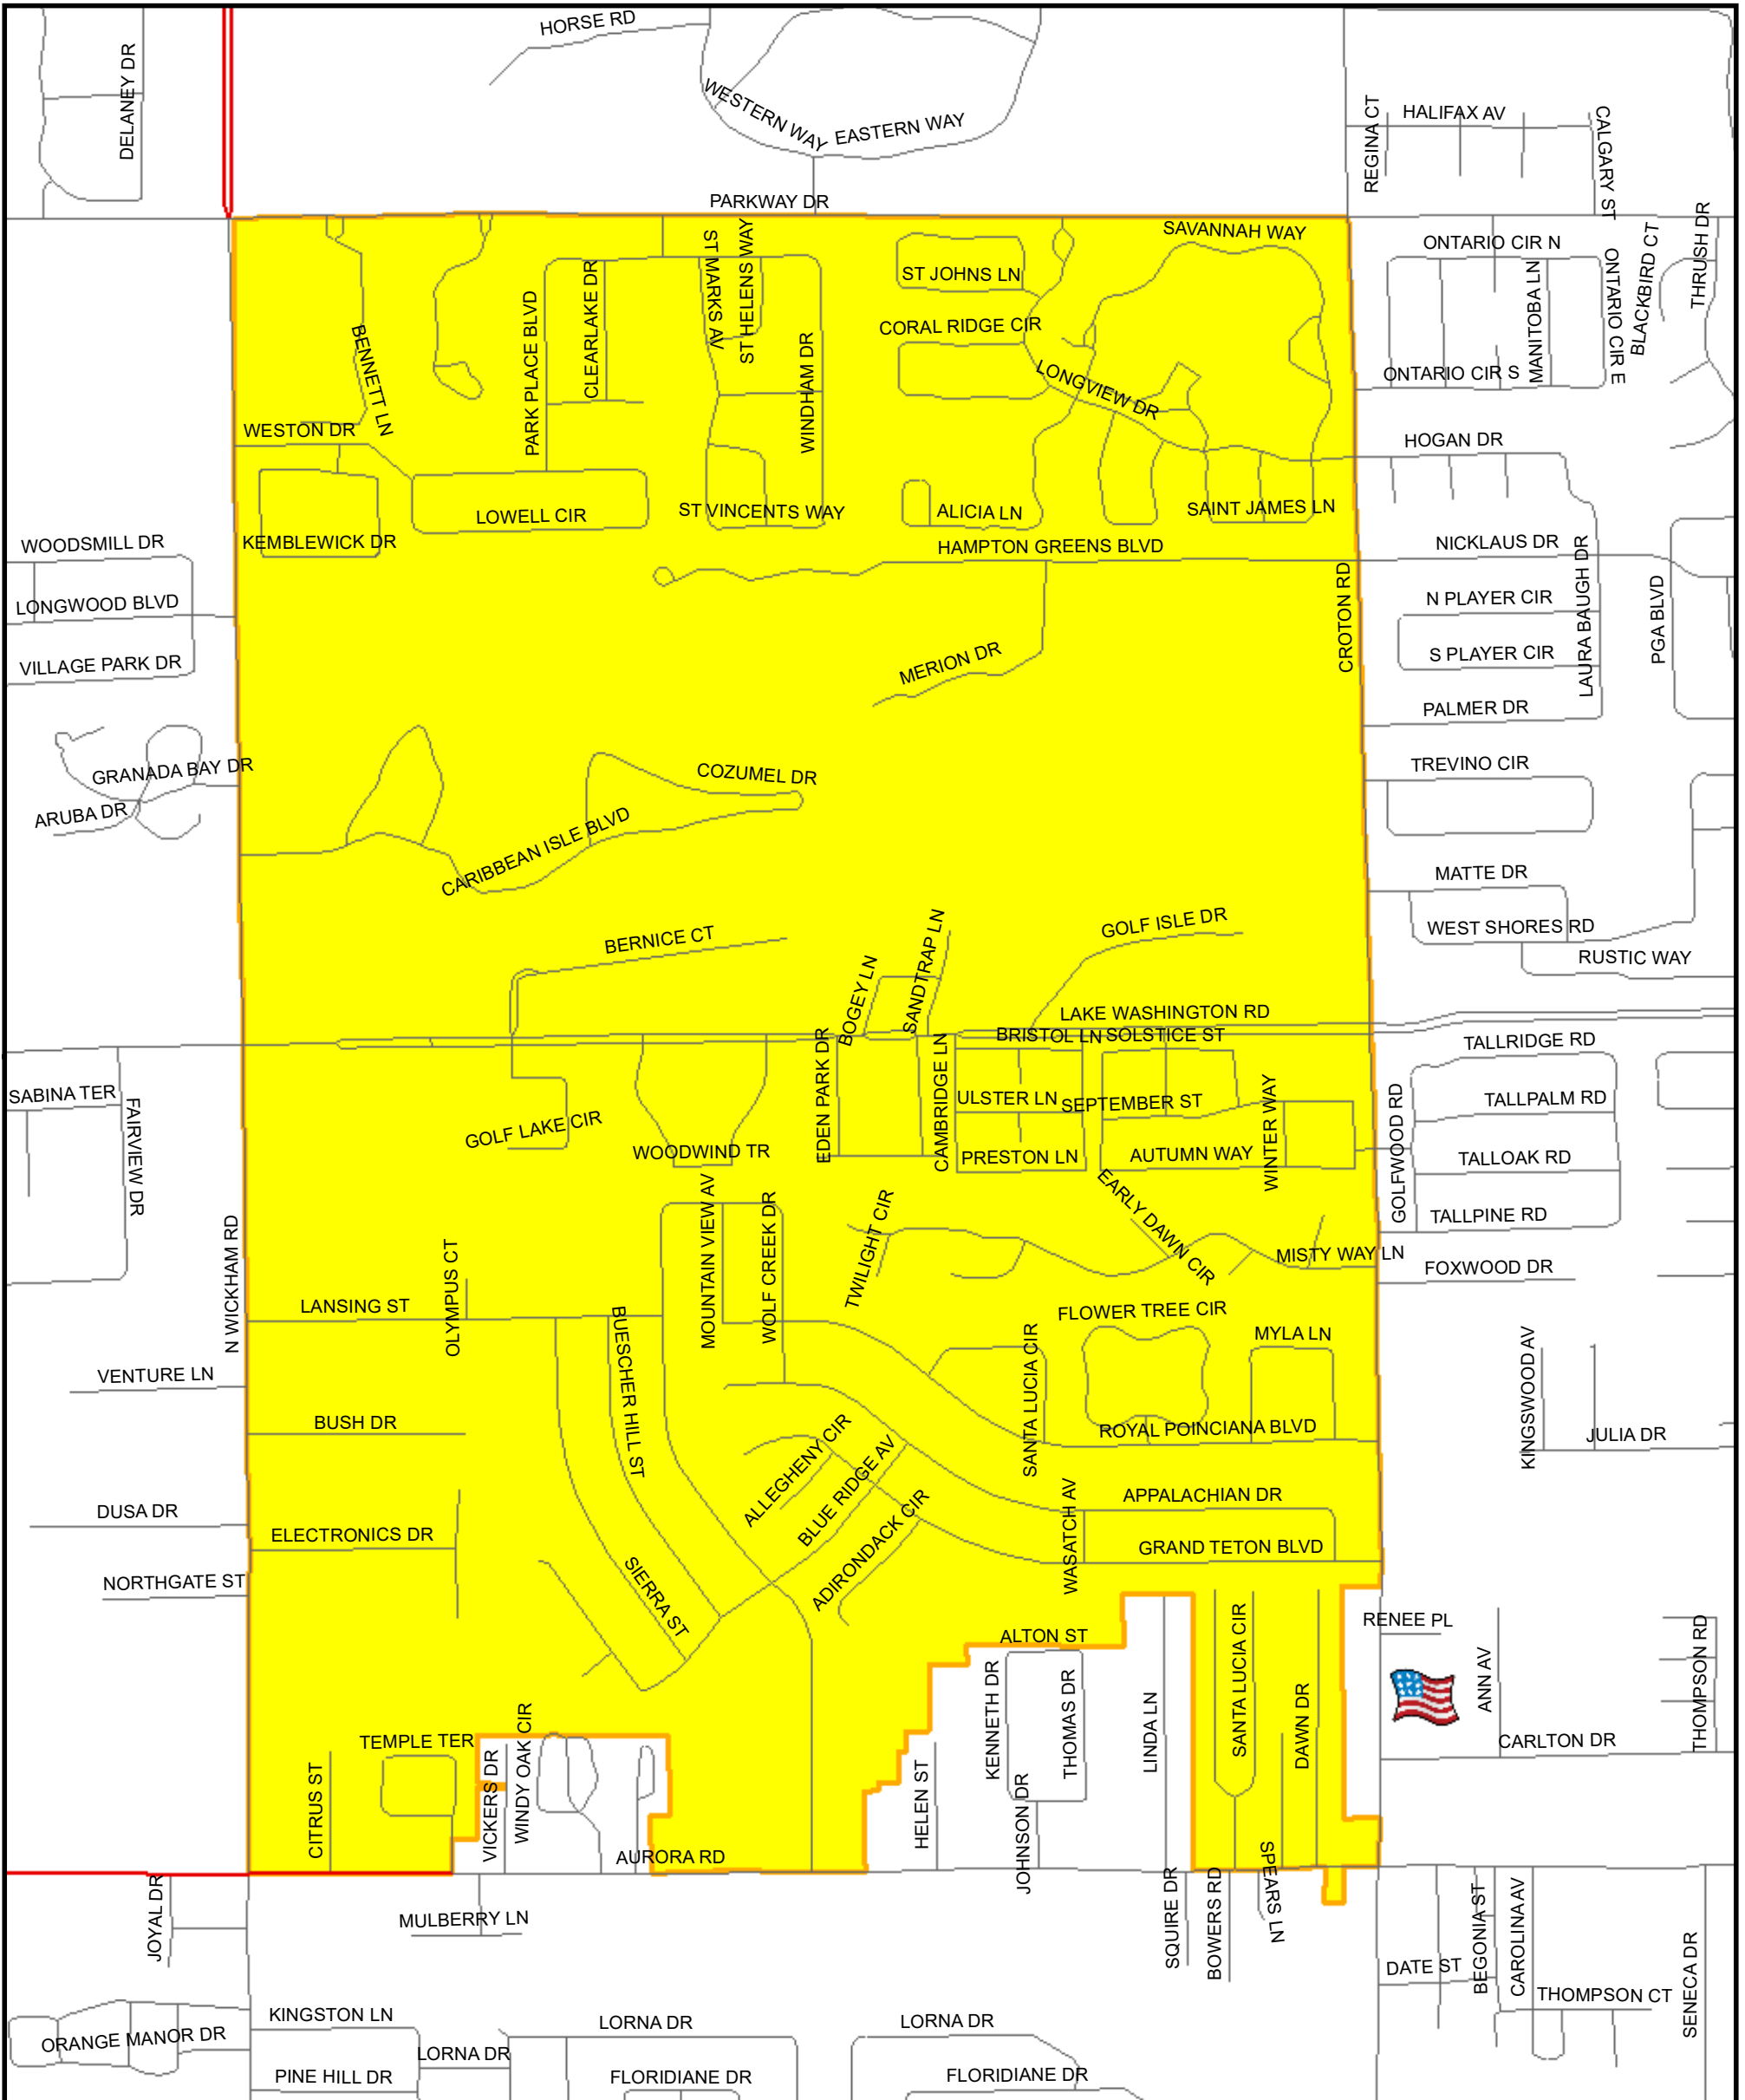 HORSE RD
DELANEY DR
WESTERN WAY
EASTERN WAY
REGINA CT
HALIFAX AV
CALGARY ST
PARKWAY DR
SAVANNAH WAY
ST MARKS AV
ST HELENS WAY
ST JOHNS LN
ONTARIO CIR N
MANITOBA LN
ONTARIO CIR E
BLACKBIRD CT
THRUSH DR
BENNETT LN
PARK PLACE BLVD
CLEARLAKE DR
WINDHAM DR
CORAL RIDGE CIR
LONGVIEW DR
ONTARIO CIR S
WESTON DR
HOGAN DR
LOWELL CIR
ST VINCENTS WAY
ALICIA LN
SAINT JAMES LN
KEMBLEWICK DR
WOODSMILL DR
HAMPTON GREENS BLVD
NICKLAUS DR
LONGWOOD BLVD
CROTON RD
N PLAYER CIR
LAURA BAUGH DR
PGA BLVD
VILLAGE PARK DR
MERION DR
S PLAYER CIR
PALMER DR
GRANADA BAY DR
COZUMEL DR
TREVINO CIR
ARUBA DR
CARIBBEAN ISLE BLVD
MATTE DR
WEST SHORES RD
RUSTIC WAY
BERNICE CT
BOGEY LN
SANDTRAP LN
GOLF ISLE DR
LAKE WASHINGTON RD
BRISTOL LN
SOLSTICE ST
TALLRIDGE RD
SABINA TER
FAIRVIEW DR
GOLF LAKE CIR
WOODWIND TR
EDEN PARK DR
CAMBRIDGE LN
ULSTER LN
SEPTEMBER ST
WINTER WAY
GOLFWOOD RD
TALLPALM RD
PRESTON LN
AUTUMN WAY
TALLOAK RD
TALLPINE RD
N WICKHAM RD
MOUNTAIN VIEW AV
WOLF CREEK DR
TWILIGHT CIR
EARLY DAWN CIR
MISTY WAY LN
FOXWOOD DR
LANSING ST
OLYMPUS CT
BUESCHER HILL ST
FLOWER TREE CIR
SANTA LUCIA CIR
MYLA LN
KINGSWOOD AV
VENTURE LN
BUSH DR
ROYAL POINCIANA BLVD
JULIA DR
ALLEGHENY CIR
BLUE RIDGE AV
ADIRONDACK CIR
WASATCH AV
APPALACHIAN DR
DUSA DR
ELECTRONICS DR
GRAND TETON BLVD
NORTHGATE ST
SIERRA ST
ALTON ST
RENEE PL
ANN AV
THOMPSON RD
KENNETH DR
THOMAS DR
LINDA LN
SANTA LUCIA CIR
DAWN DR
TEMPLE TER
CITRUS ST
VICKERS DR
WINDY OAK CIR
CARLTON DR
AURORA RD
HELEN ST
JOHNSON DR
JOYAL DR
MULBERRY LN
SQUIRE DR
BOWERS RD
SPEARS LN
BEGONIA ST
CAROLINA AV
SENECA DR
DATE ST
THOMPSON CT
ORANGE MANOR DR
KINGSTON LN
LORNA DR
LORNA DR
LORNA DR
PINE HILL DR
FLORIDIANE DR
FLORIDIANE DR